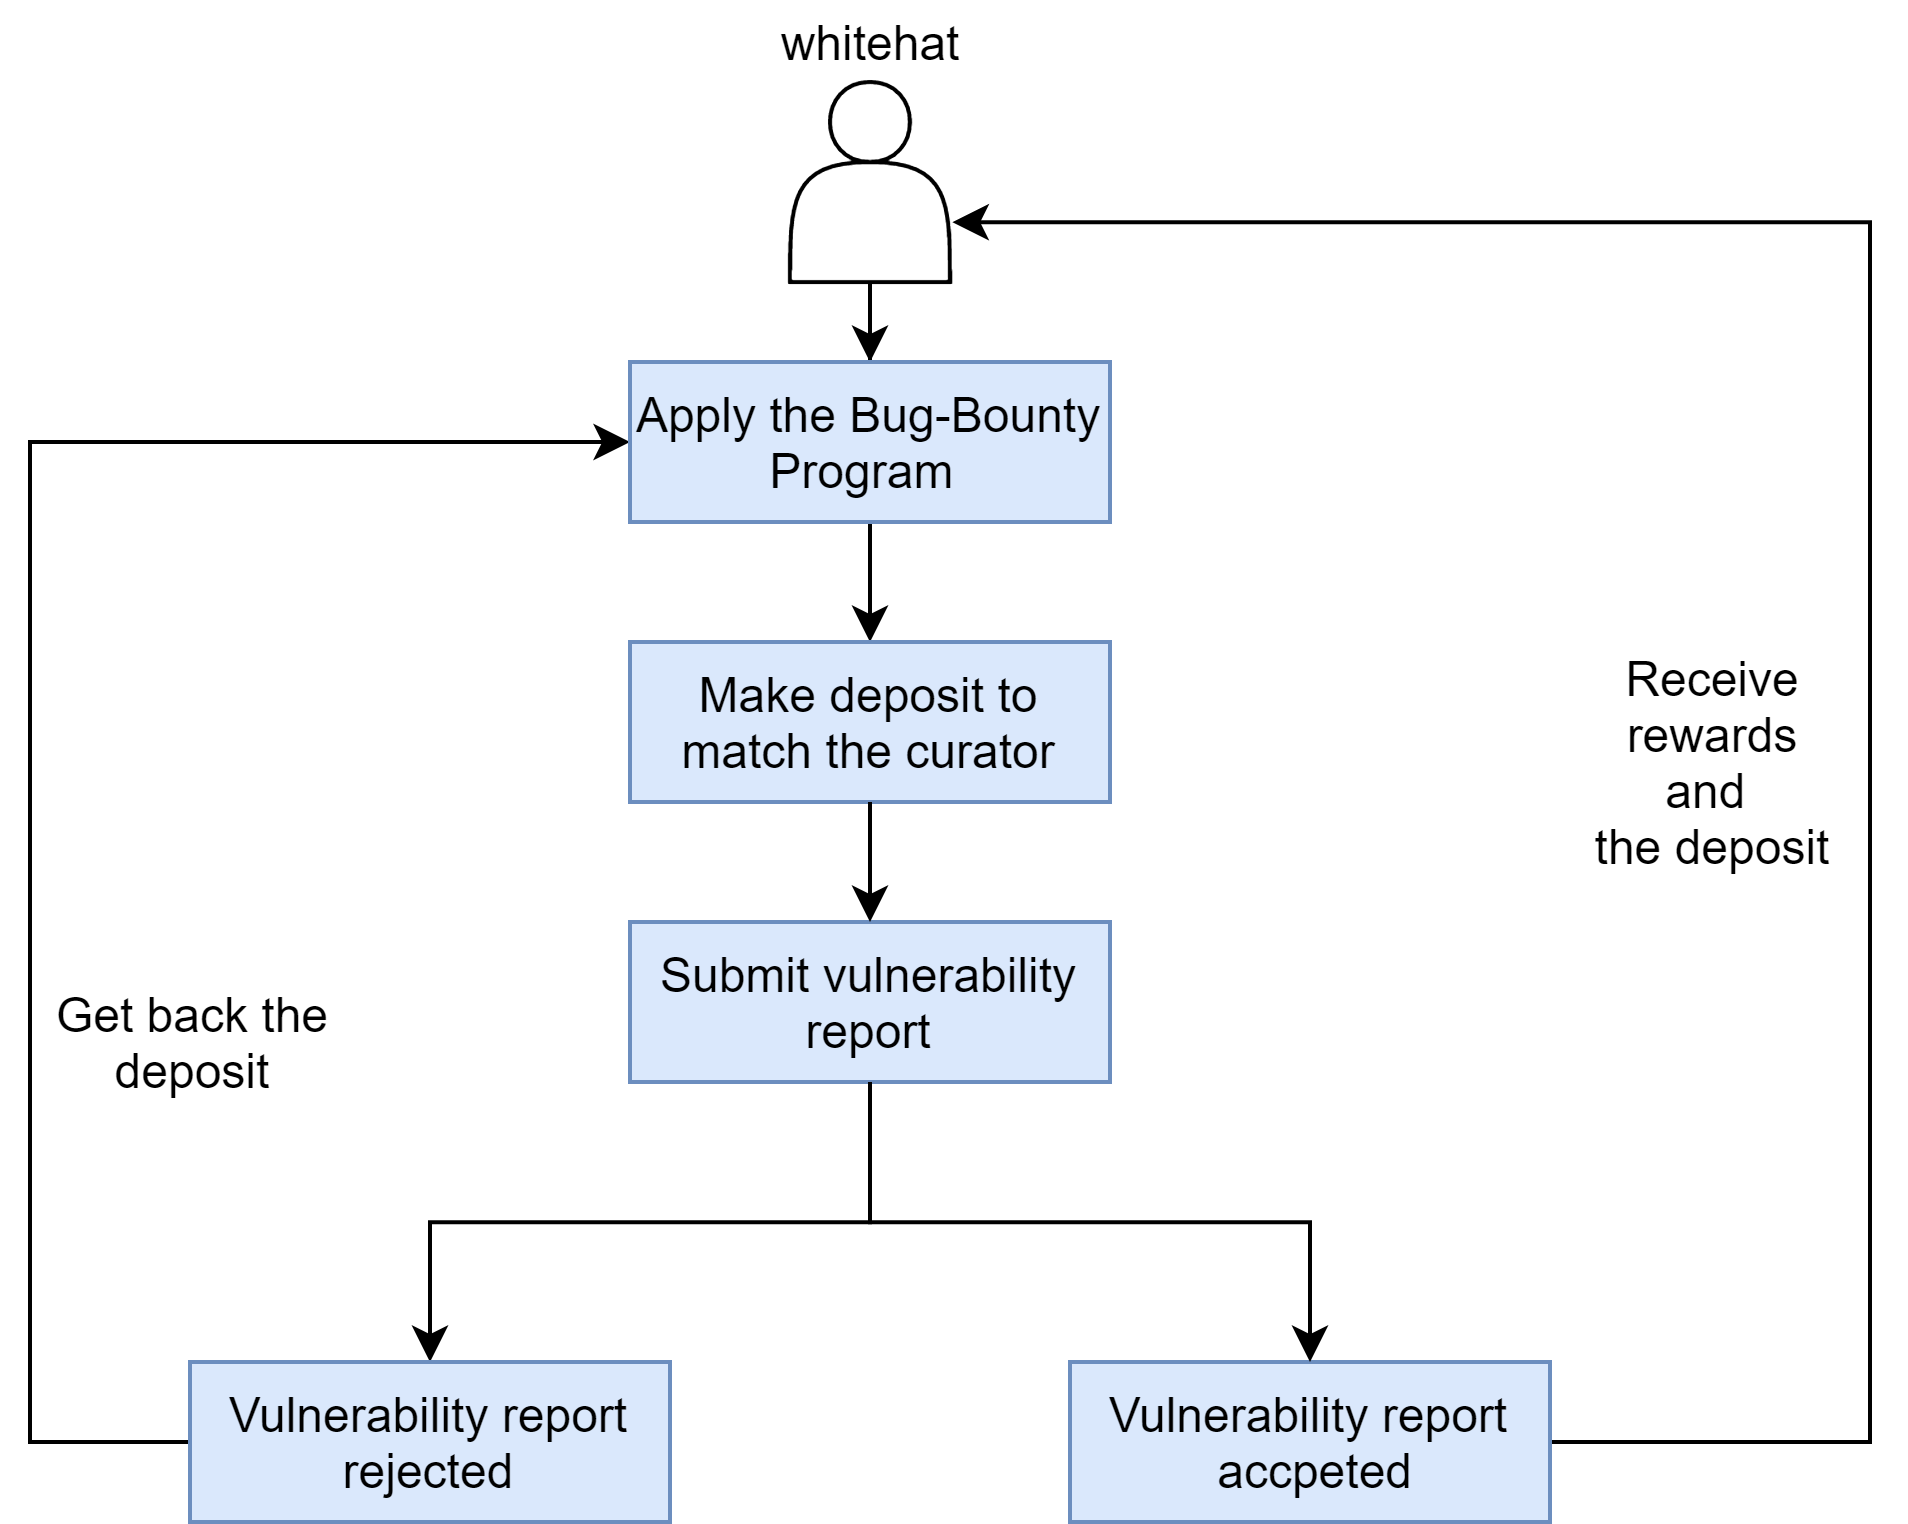 whitehat
Apply the Bug-Bounty
Program
Make deposit to
match the curator
Receive
rewards
and
the deposit
Submit vulnerability
report
Get back the
deposit
Vulnerability report
rejected
Vulnerability report
accpeted